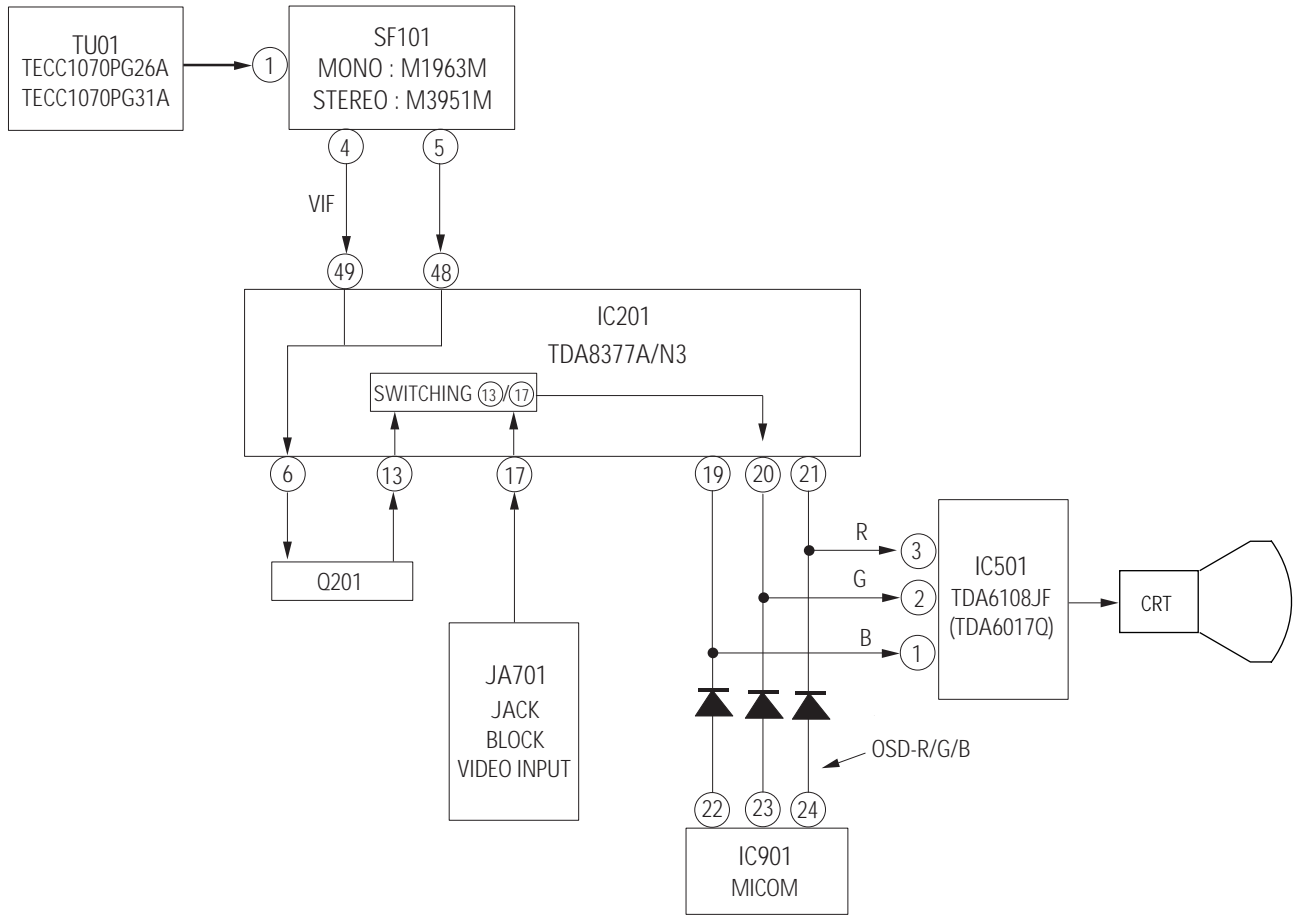 TU01
TECC1070PG26A
TECC1070PG31A
1
SF101
MONO : M1963M
STEREO : M3951M
4
5
VIF
49
48
IC201
TDA8377A/N3
SWITCHING 13/17
6
13
17
19
20
21
Q201
R
3
G
2
B
1
IC501
TDA6108JF
(TDA6017Q)
CRT
JA701
JACK
BLOCK
VIDEO INPUT
OSD-R/G/B
22
23
24
IC901
MICOM